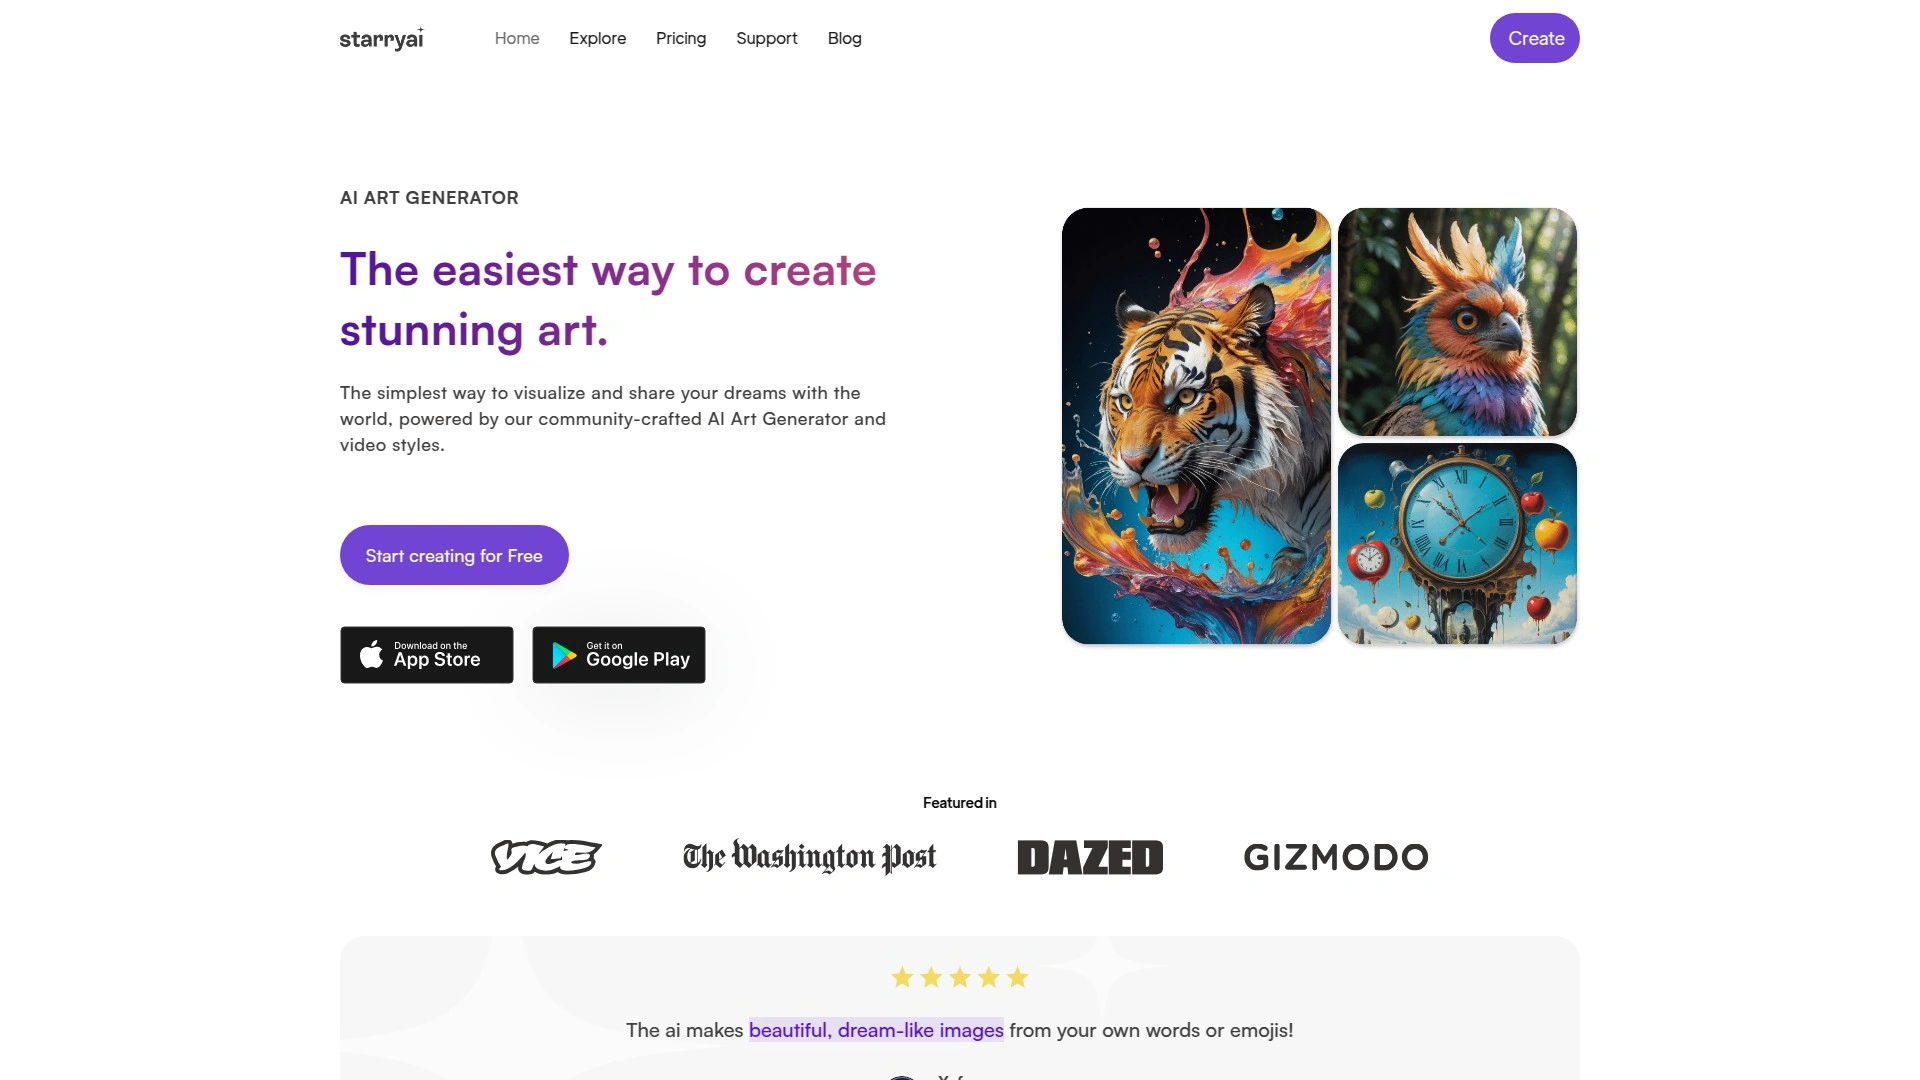 starryai
Home
Explore
Pricing
Support
Blog
Create
AI ART GENERATOR
The easiest way to create
stunning art.
The simplest way to visualize and share your dreams with the
world, powered by our community-crafted AI Art Generator and
video styles.
Start creating for Free
Download on the
App Store
Get it on
Google Play
Featured in
VICE
The Washington Post
DAZED
GIZMODO
The ai makes beautiful, dream-like images from your own words or emojis!